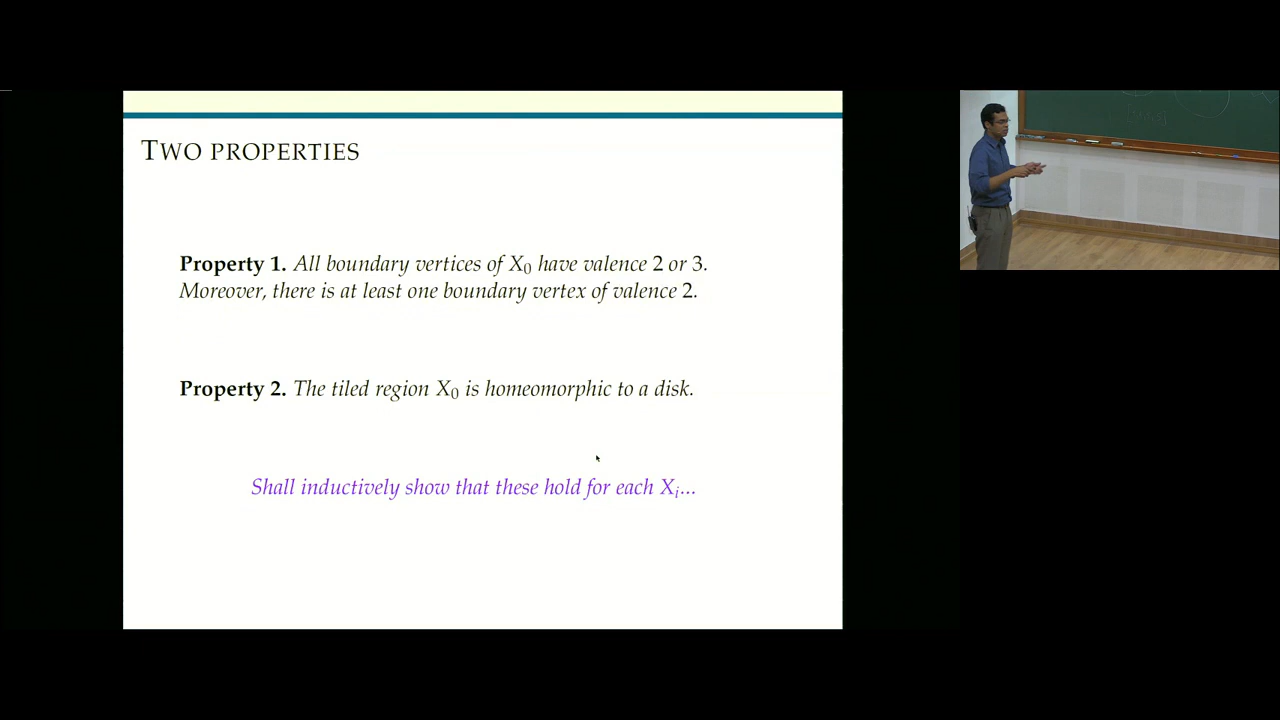 TWO PROPERTIES
Property 1. All boundary vertices of X₀ have valence 2 or 3.
Moreover, there is at least one boundary vertex of valence 2.
Property 2. The tiled region X₀ is homeomorphic to a disk.
Shall inductively show that these hold for each Xᵢ...